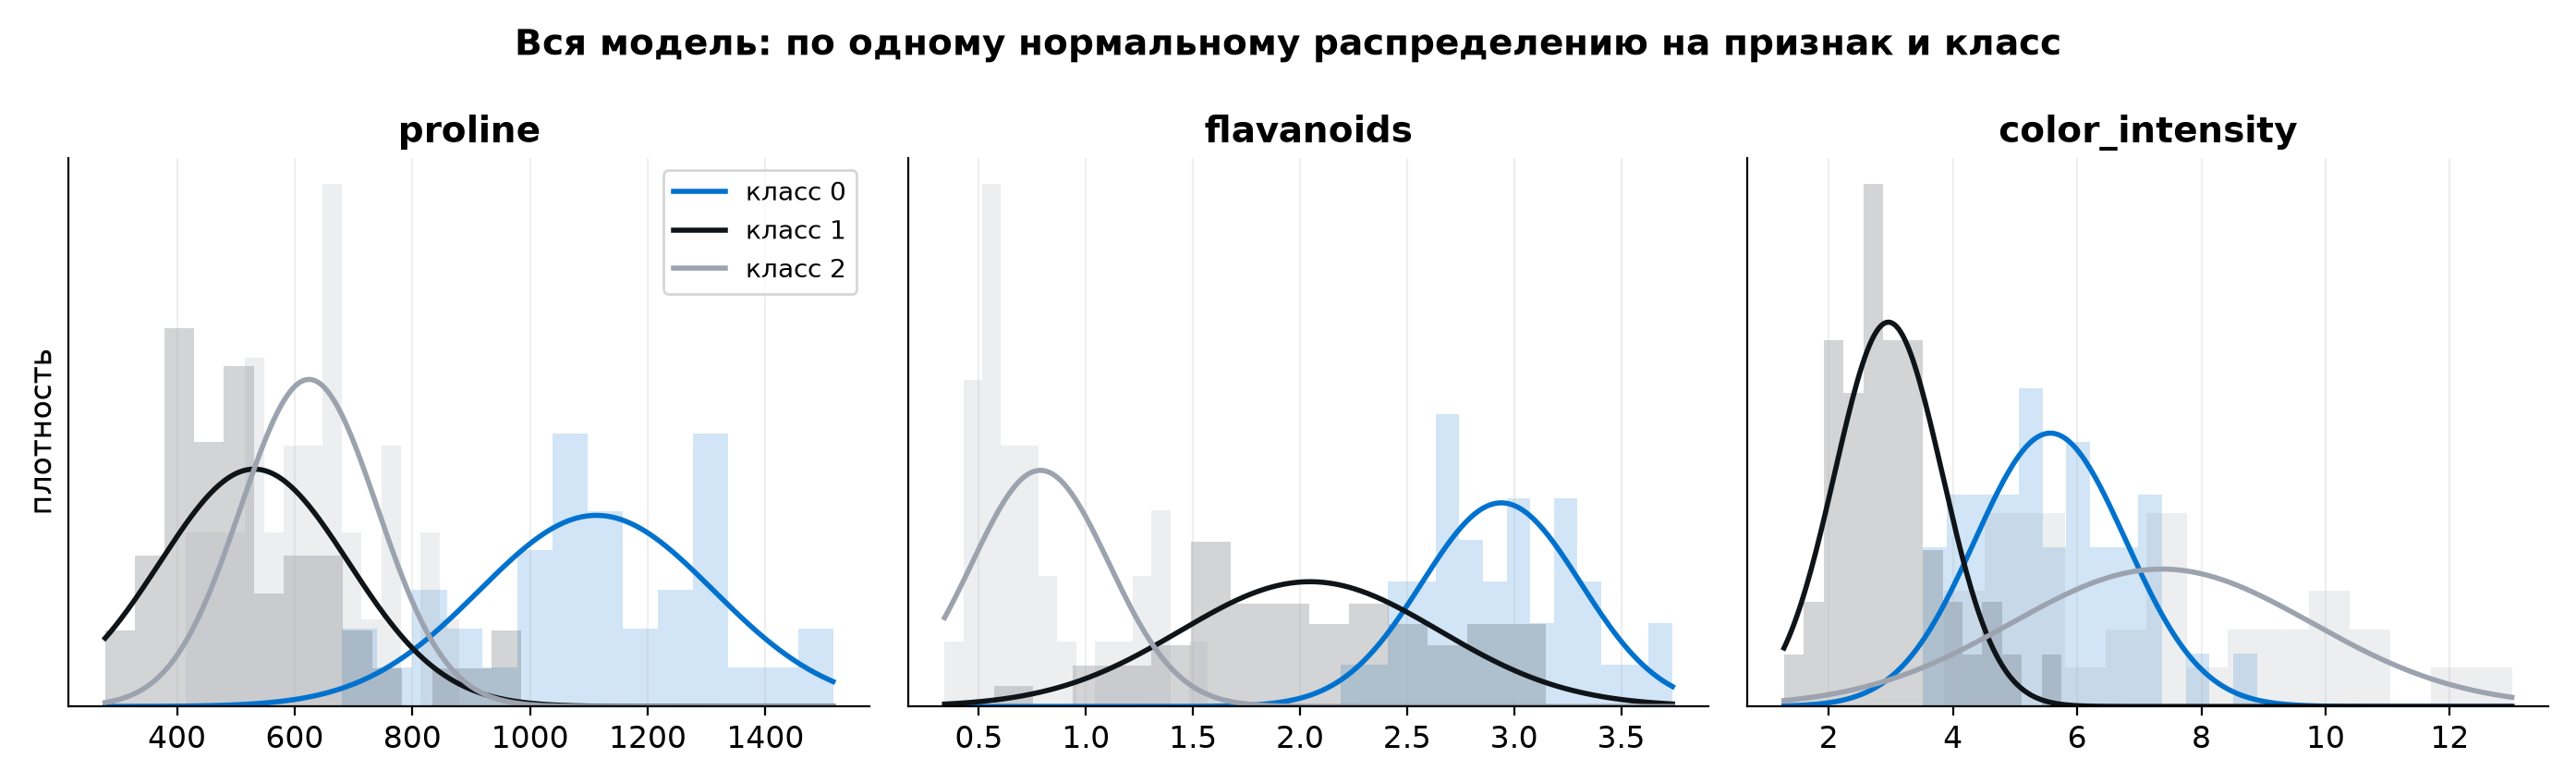 Вся модель: по одному нормальному распределению на признак и класс
proline
flavanoids
color_intensity
класс 0
класс 1
класс 2
плотность
400 600 800 1000 1200 1400
0.5 1.0 1.5 2.0 2.5 3.0 3.5
2 4 6 8 10 12